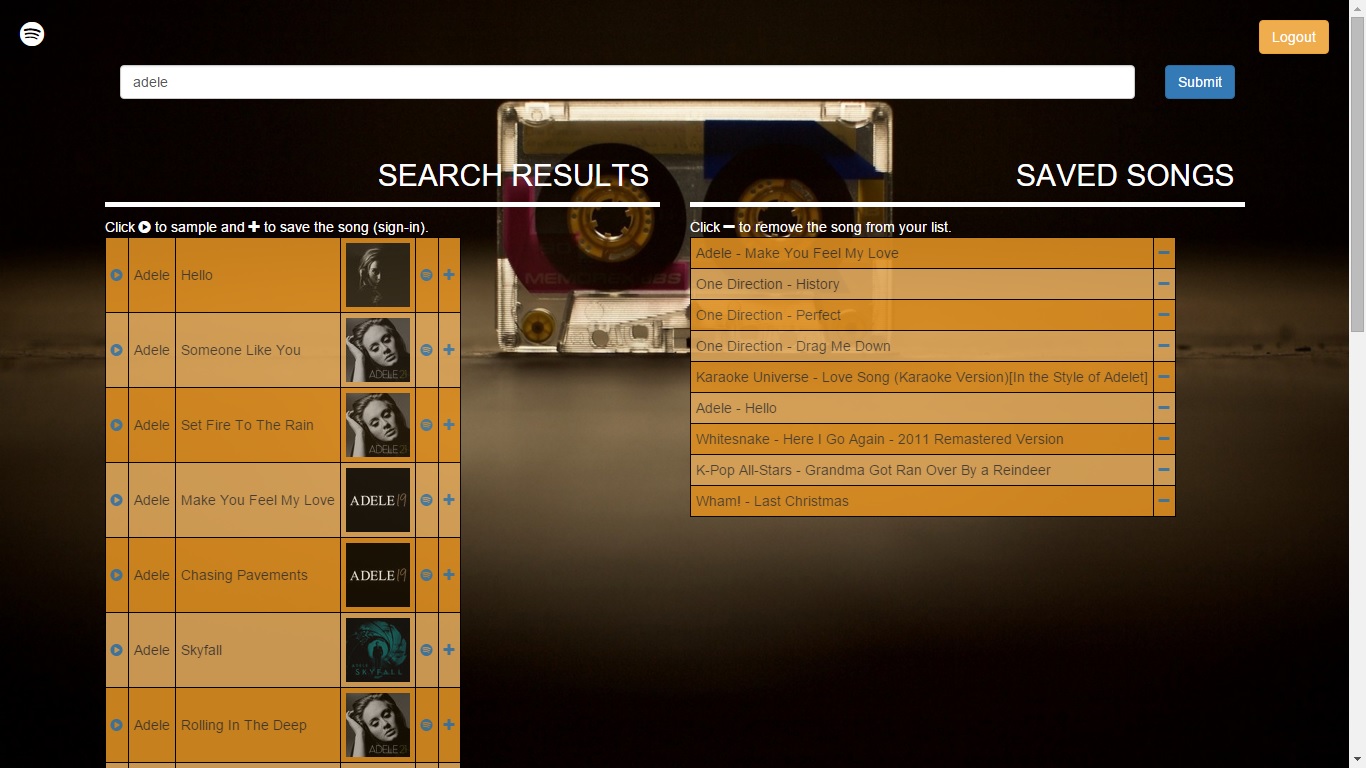 Logout
adele
Submit
SEARCH RESULTS
Click to sample and to save the song (sign-in).
Adele Hello
Adele Someone Like You
ADELE 21
Adele Set Fire To The Rain
ADELE 21
Adele Make You Feel My Love
ADELE 19
Adele Chasing Pavements
ADELE 19
Adele Skyfall
ADELE
SKYFALL
Adele Rolling In The Deep
ADELE 21
SAVED SONGS
Click to remove the song from your list.
Adele - Make You Feel My Love
One Direction - History
One Direction - Perfect
One Direction - Drag Me Down
Karaoke Universe - Love Song (Karaoke Version)[In the Style of Adelet]
Adele - Hello
Whitesnake - Here I Go Again - 2011 Remastered Version
K-Pop All-Stars - Grandma Got Ran Over By a Reindeer
Wham! - Last Christmas
MEMOREX dBS